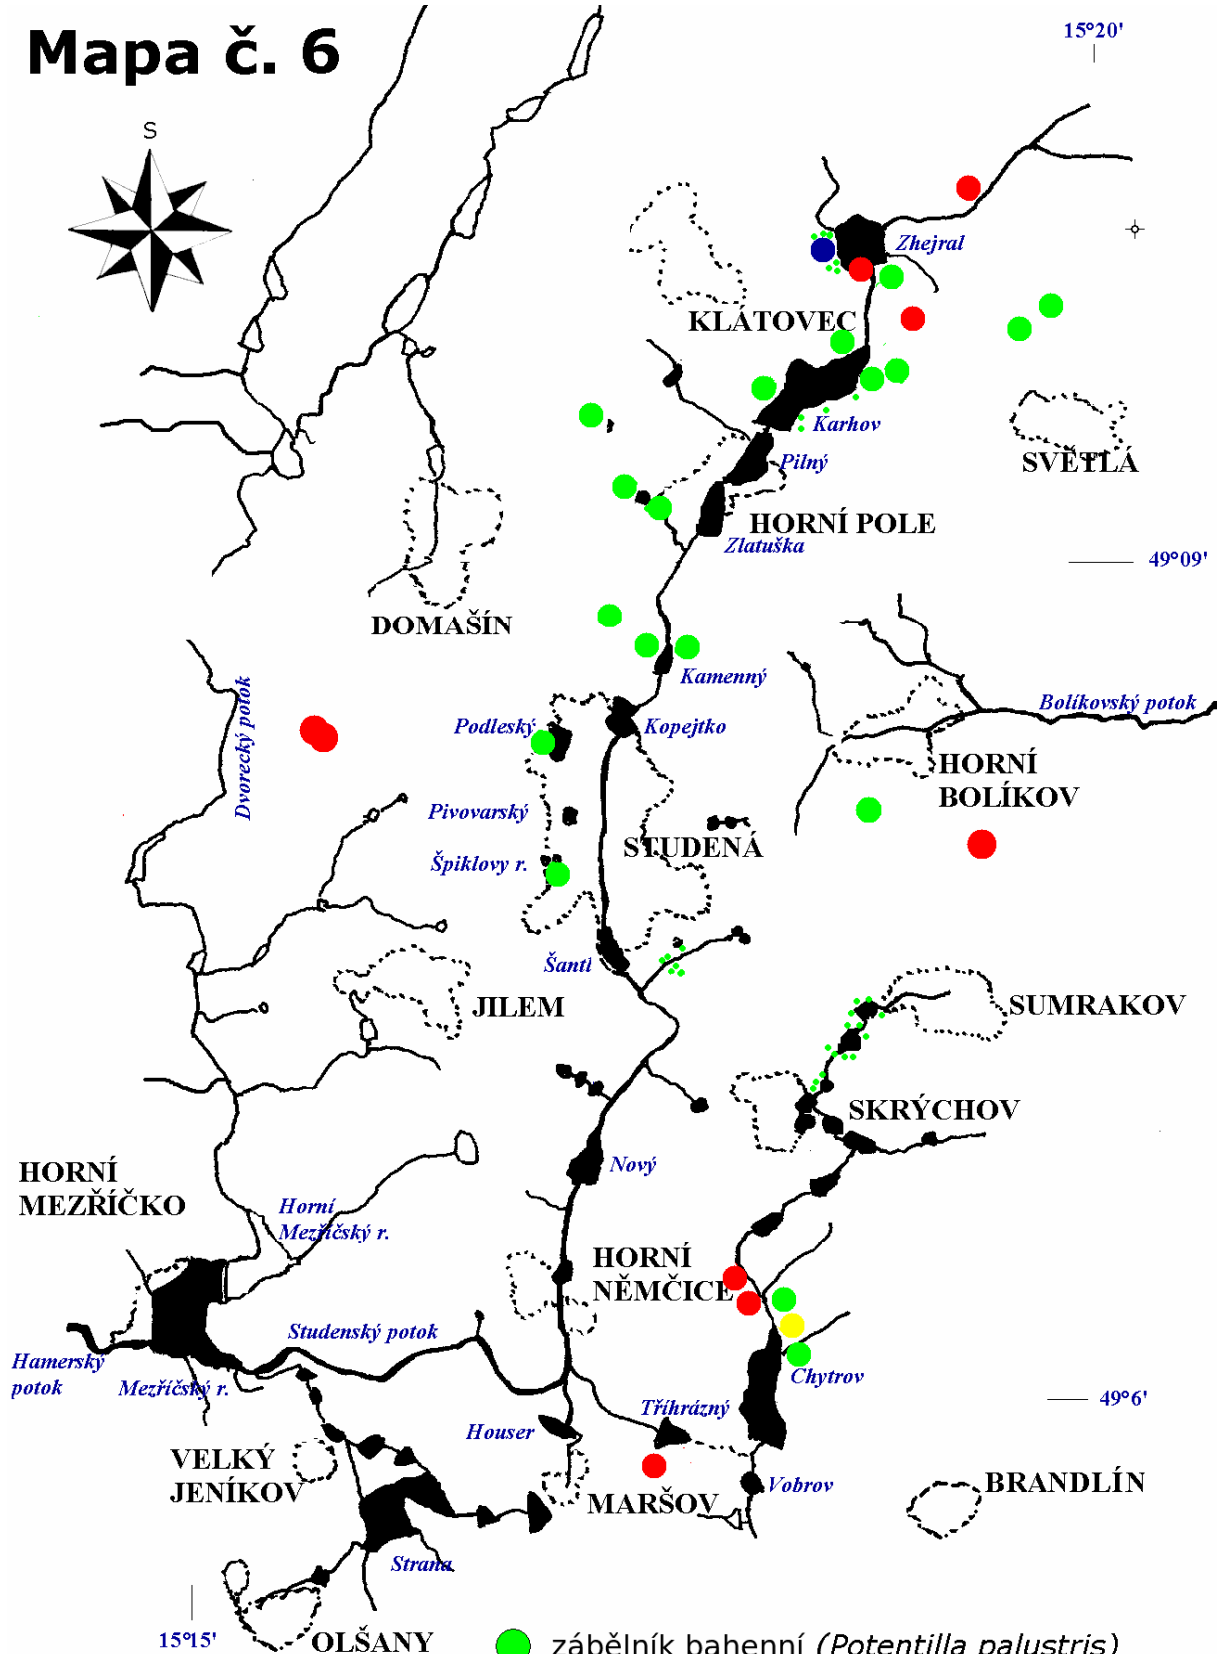 Mapa č. 6
15°20'
S
Zhejral
KLÁTOVEC
Karhov
Pilný
SVĚTLÁ
HORNÍ POLE
Zlatuška
49°09'
DOMAŠÍN
Kamenný
Dvorecký potok
Podleský
Kopejtko
Bolíkovský potok
HORNÍ
BOLÍKOV
Pivovarský
STUDENÁ
Špiklovy r.
Šantl
JILEM
SUMRAKOV
SKRÝCHOV
Nový
HORNÍ
MEZŘÍČKO
Horní
Mezřičský r.
HORNÍ
NĚMČICE
Studenský potok
Hamerský
potok
Mezřičský r.
Chytrov
49°6'
Tříhrázný
Houser
VELKÝ
JENÍKOV
MARŠOV
Vobrov
BRANDLÍN
Strana
15°15'
OLŠANY
zábělník bahenní (Potentilla palustris)